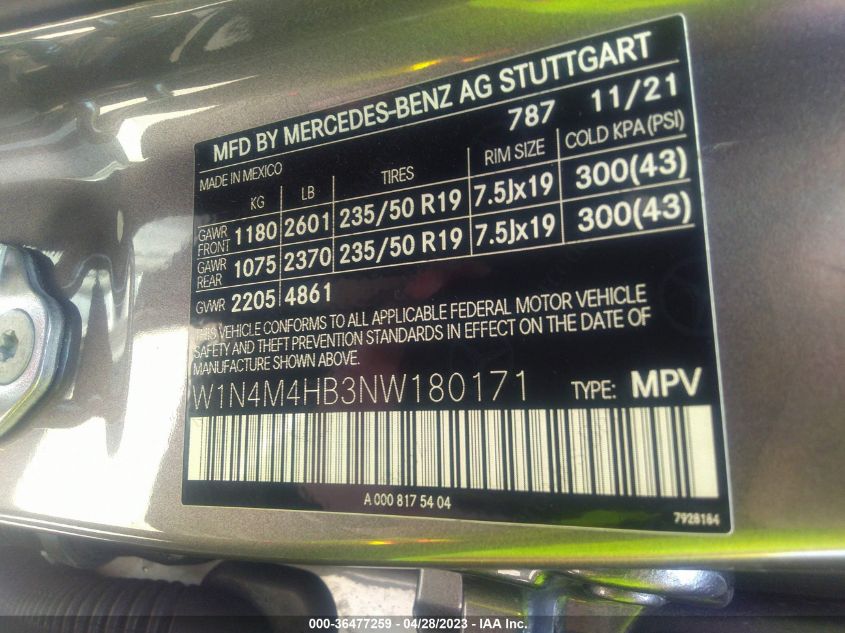 MFD BY MERCEDES-BENZ AG STUTTGART
MADE IN MEXICO 787 11/21
KG LB TIRES RIM SIZE COLD KPA (PSI)
GAWR FRONT 1180 2601 235/50 R19 7.5Jx19 300(43)
GAWR REAR 1075 2370 235/50 R19 7.5Jx19 300(43)
GVWR 2205 4861
THIS VEHICLE CONFORMS TO ALL APPLICABLE FEDERAL MOTOR VEHICLE
SAFETY AND THEFT PREVENTION STANDARDS IN EFFECT ON THE DATE OF
MANUFACTURE SHOWN ABOVE.
W1N4M4HB3NW180171 TYPE: MPV
A 000 817 54 04
7928184
000-36477259 - 04/28/2023 - IAA Inc.